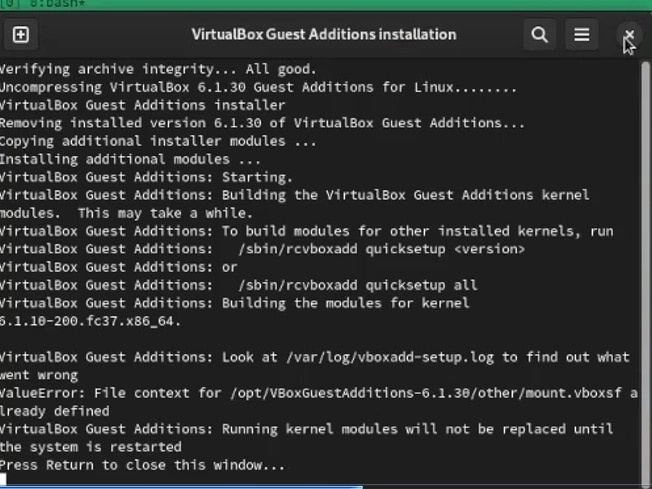 [0] 0:bash*
VirtualBox Guest Additions installation
Verifying archive integrity... All good.
Uncompressing VirtualBox 6.1.30 Guest Additions for Linux........
VirtualBox Guest Additions installer
Removing installed version 6.1.30 of VirtualBox Guest Additions...
Copying additional installer modules ...
Installing additional modules ...
VirtualBox Guest Additions: Starting.
VirtualBox Guest Additions: Building the VirtualBox Guest Additions kernel
modules.  This may take a while.
VirtualBox Guest Additions: To build modules for other installed kernels, run
VirtualBox Guest Additions:   /sbin/rcvboxadd quicksetup <version>
VirtualBox Guest Additions: or
VirtualBox Guest Additions:   /sbin/rcvboxadd quicksetup all
VirtualBox Guest Additions: Building the modules for kernel
6.1.10-200.fc37.x86_64.
VirtualBox Guest Additions: Look at /var/log/vboxadd-setup.log to find out what
went wrong
ValueError: File context for /opt/VBoxGuestAdditions-6.1.30/other/mount.vboxsf a
lready defined
VirtualBox Guest Additions: Running kernel modules will not be replaced until
the system is restarted
Press Return to close this window...